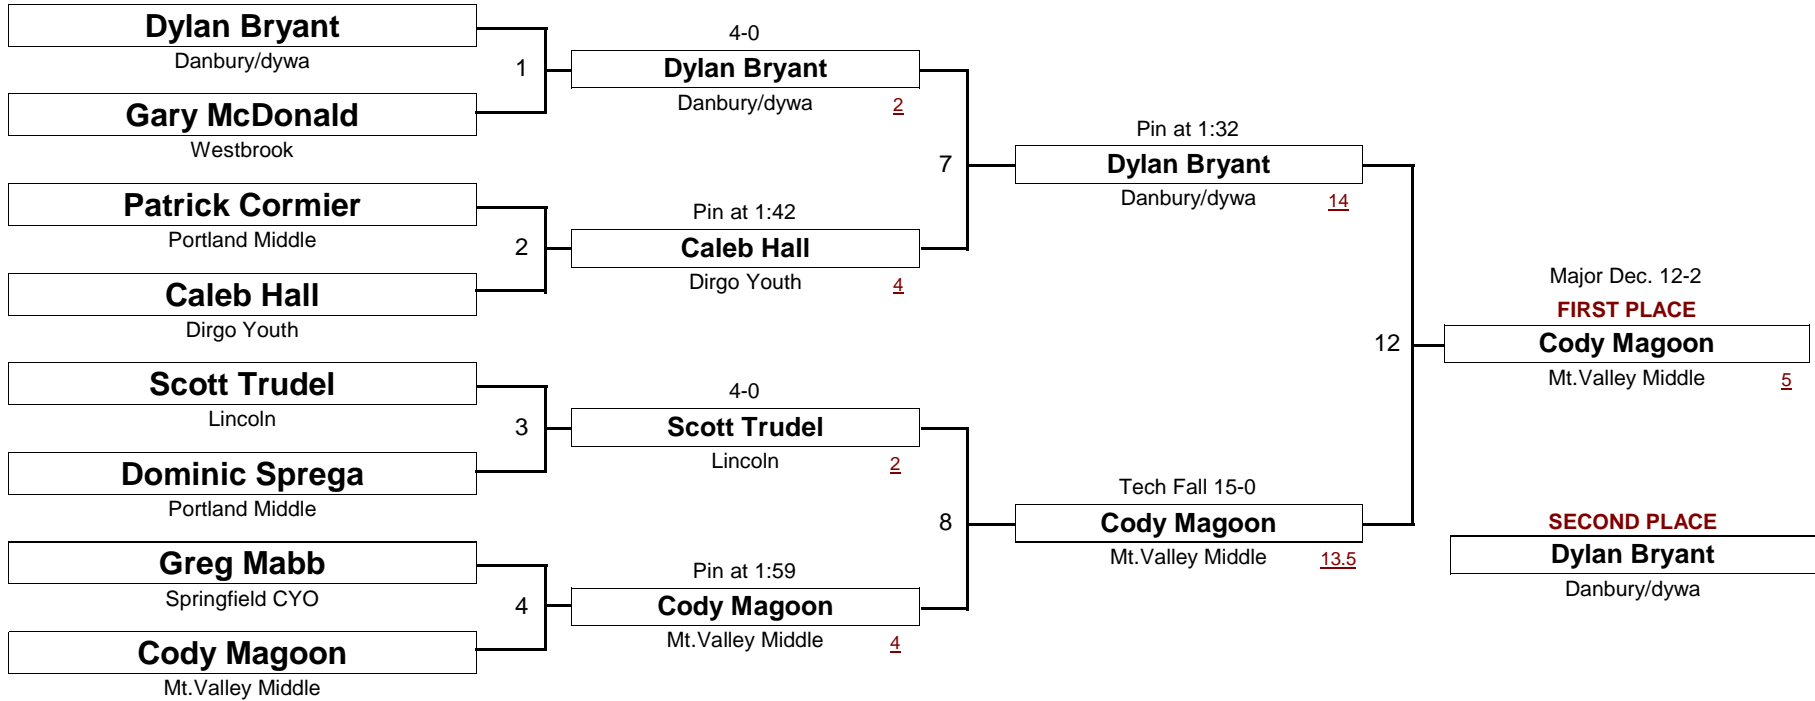 Dylan Bryant
Danbury/dywa
1
Gary McDonald
Westbrook
Patrick Cormier
Portland Middle
2
Caleb Hall
Dirgo Youth
Scott Trudel
Lincoln
3
Dominic Sprega
Portland Middle
Greg Mabb
Springfield CYO
4
Cody Magoon
Mt.Valley Middle
4-0
Dylan Bryant
Danbury/dywa 2
7
Pin at 1:42
Caleb Hall
Dirgo Youth 4
4-0
Scott Trudel
Lincoln 2
8
Pin at 1:59
Cody Magoon
Mt.Valley Middle 4
Pin at 1:32
Dylan Bryant
Danbury/dywa 14
12
Tech Fall 15-0
Cody Magoon
Mt.Valley Middle 13.5
Major Dec. 12-2
FIRST PLACE
Cody Magoon
Mt.Valley Middle 5
SECOND PLACE
Dylan Bryant
Danbury/dywa